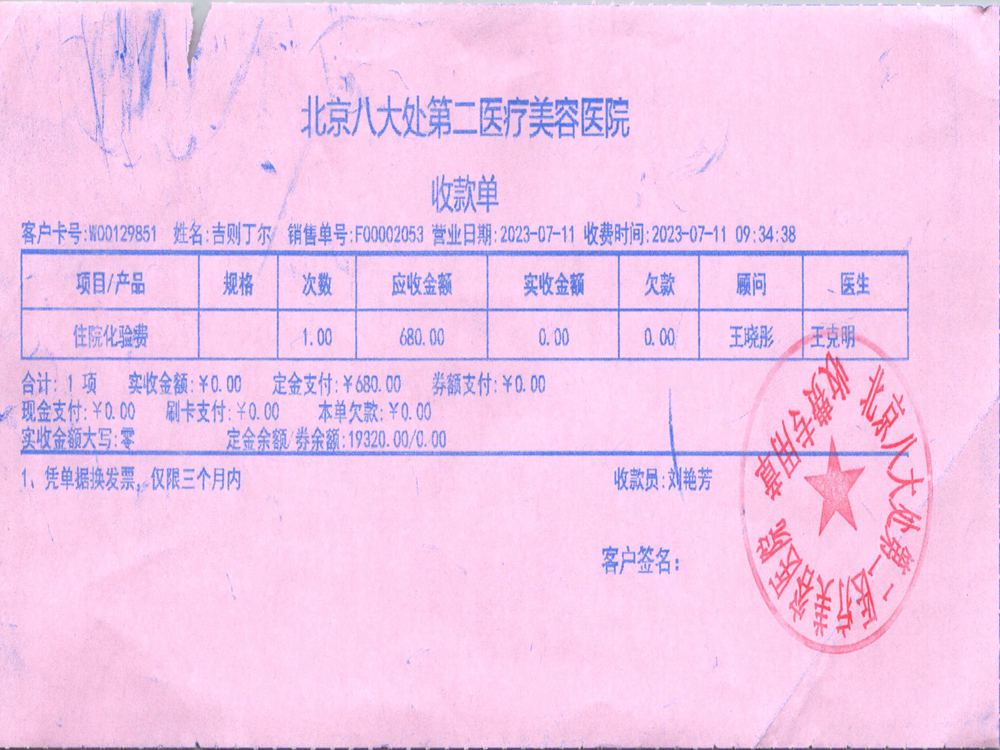 北京八大处第二医疗美容医院
收款单
客户卡号:W00129851 姓名:吉则丁尔 销售单号:F00002053 营业日期:2023-07-11 收费时间:2023-07-11 09:34:38
项目/产品 规格 次数 应收金额 实收金额 欠款 顾问 医生
住院化验费 1.00 680.00 0.00 0.00 王晓彤 王克明
合计: 1 项 实收金额:￥0.00 定金支付:￥680.00 券额支付:￥0.00
现金支付:￥0.00 刷卡支付:￥0.00 本单欠款:￥0.00
实收金额大写:零 定金余额/券余额:19320.00/0.00
1、凭单据换发票，仅限三个月内 收款员:刘艳芳
客户签名:
北京八大处第二医疗美容医院
收费专用章